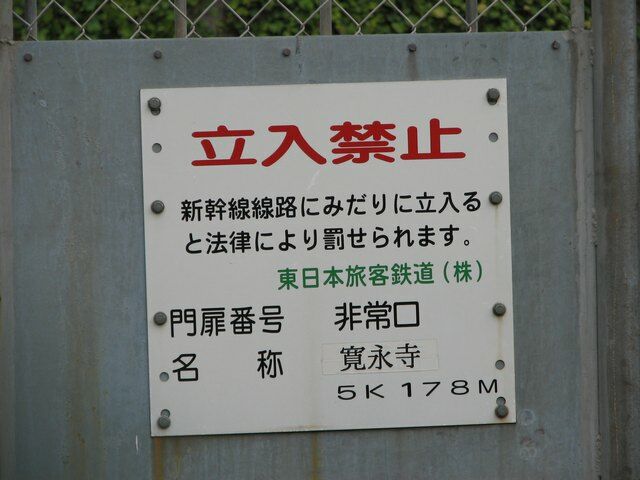 立入禁止
新幹線線路にみだりに立入る
と法律により罰せられます。
東日本旅客鉄道(株)
門扉番号 非常口
名称 寛永寺
5K178M